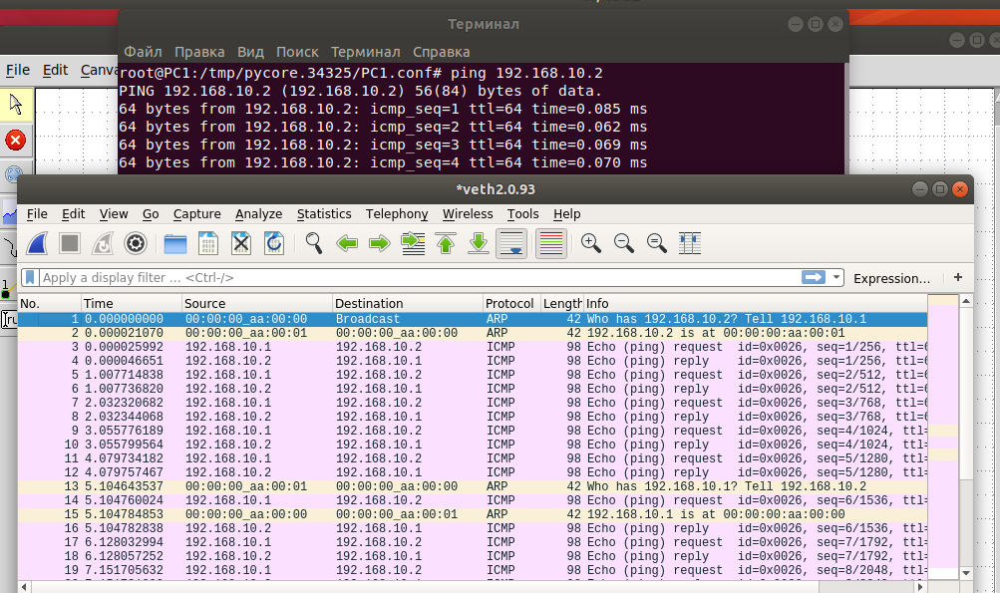 Терминал
Файл Правка Вид Поиск Терминал Справка
File Edit Canva
root@PC1:/tmp/pycore.34325/PC1.conf# ping 192.168.10.2
PING 192.168.10.2 (192.168.10.2) 56(84) bytes of data.
64 bytes from 192.168.10.2: icmp_seq=1 ttl=64 time=0.085 ms
64 bytes from 192.168.10.2: icmp_seq=2 ttl=64 time=0.062 ms
64 bytes from 192.168.10.2: icmp_seq=3 ttl=64 time=0.069 ms
64 bytes from 192.168.10.2: icmp_seq=4 ttl=64 time=0.070 ms
*veth2.0.93
File Edit View Go Capture Analyze Statistics Telephony Wireless Tools Help
Apply a display filter ... <Ctrl-/> Expression... +
No. Time Source Destination Protocol Length Info
1 0.000000000 00:00:00_aa:00:00 Broadcast ARP 42 Who has 192.168.10.2? Tell 192.168.10.1
2 0.000021070 00:00:00_aa:00:01 00:00:00_aa:00:00 ARP 42 192.168.10.2 is at 00:00:00:aa:00:01
3 0.000025992 192.168.10.1 192.168.10.2 ICMP 98 Echo (ping) request id=0x0026, seq=1/256, ttl=6
4 0.000046651 192.168.10.2 192.168.10.1 ICMP 98 Echo (ping) reply id=0x0026, seq=1/256, ttl=6
5 1.007714838 192.168.10.1 192.168.10.2 ICMP 98 Echo (ping) request id=0x0026, seq=2/512, ttl=6
6 1.007736820 192.168.10.2 192.168.10.1 ICMP 98 Echo (ping) reply id=0x0026, seq=2/512, ttl=6
7 2.032320682 192.168.10.1 192.168.10.2 ICMP 98 Echo (ping) request id=0x0026, seq=3/768, ttl=6
8 2.032344068 192.168.10.2 192.168.10.1 ICMP 98 Echo (ping) reply id=0x0026, seq=3/768, ttl=6
9 3.055776189 192.168.10.1 192.168.10.2 ICMP 98 Echo (ping) request id=0x0026, seq=4/1024, ttl=
10 3.055799564 192.168.10.2 192.168.10.1 ICMP 98 Echo (ping) reply id=0x0026, seq=4/1024, ttl=
11 4.079734182 192.168.10.1 192.168.10.2 ICMP 98 Echo (ping) request id=0x0026, seq=5/1280, ttl=
12 4.079757467 192.168.10.2 192.168.10.1 ICMP 98 Echo (ping) reply id=0x0026, seq=5/1280, ttl=
13 5.104643537 00:00:00_aa:00:01 00:00:00_aa:00:00 ARP 42 Who has 192.168.10.1? Tell 192.168.10.2
14 5.104760024 192.168.10.1 192.168.10.2 ICMP 98 Echo (ping) request id=0x0026, seq=6/1536, ttl=
15 5.104784853 00:00:00_aa:00:00 00:00:00_aa:00:01 ARP 42 192.168.10.1 is at 00:00:00:aa:00:00
16 5.104782838 192.168.10.2 192.168.10.1 ICMP 98 Echo (ping) reply id=0x0026, seq=6/1536, ttl=
17 6.128032994 192.168.10.1 192.168.10.2 ICMP 98 Echo (ping) request id=0x0026, seq=7/1792, ttl=
18 6.128057252 192.168.10.2 192.168.10.1 ICMP 98 Echo (ping) reply id=0x0026, seq=7/1792, ttl=
19 7.151705632 192.168.10.1 192.168.10.2 ICMP 98 Echo (ping) request id=0x0026, seq=8/2048, ttl=